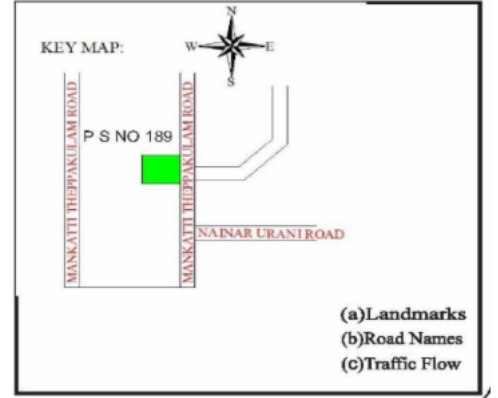 N
KEY MAP:
W
E
S
MANKATTI THEPPAKULAM ROAD
MANKATTI THEPPAKULAM ROAD
P S NO 189
NAINAR URANI ROAD
(a)Landmarks
(b)Road Names
(c)Traffic Flow